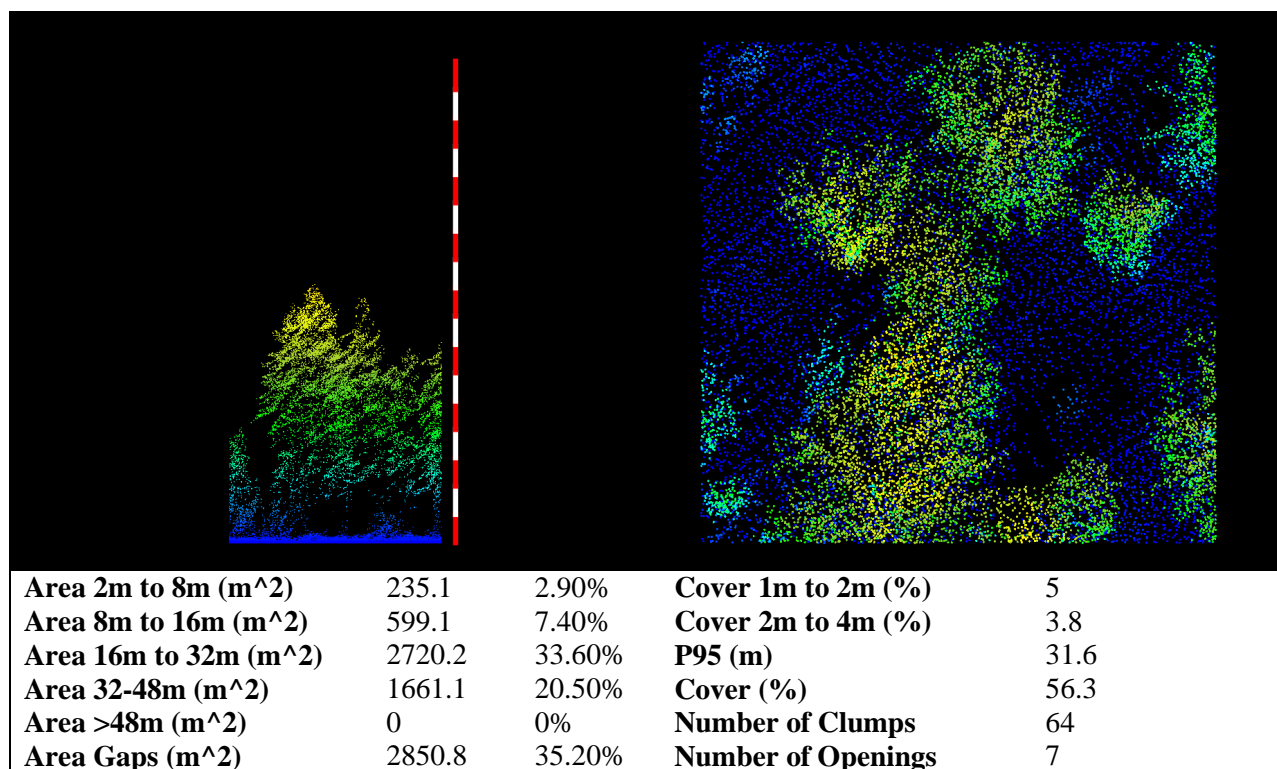 Area 2m to 8m (m^2) 235.1 2.90% Cover 1m to 2m (%) 5
Area 8m to 16m (m^2) 599.1 7.40% Cover 2m to 4m (%) 3.8
Area 16m to 32m (m^2) 2720.2 33.60% P95 (m) 31.6
Area 32-48m (m^2) 1661.1 20.50% Cover (%) 56.3
Area >48m (m^2) 0 0% Number of Clumps 64
Area Gaps (m^2) 2850.8 35.20% Number of Openings 7